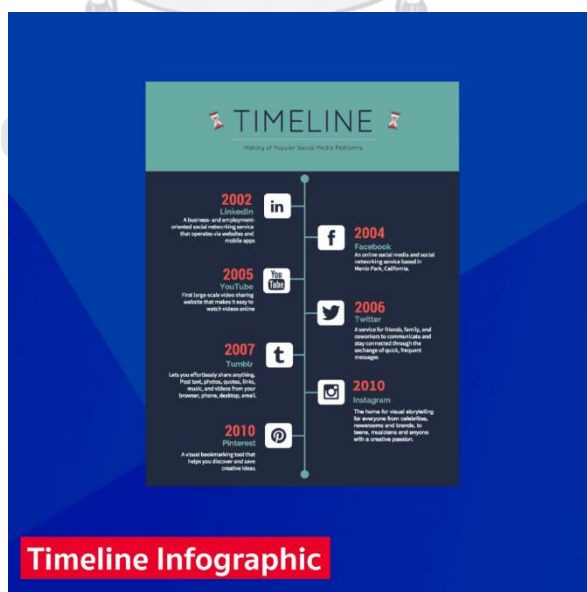 TIMELINE
History of Popular Social Media Platforms
2002
LinkedIn
A business- and employment-
oriented social networking service
that operates via websites and
mobile apps
in
f
2004
Facebook
An online social media and social
networking service based in
Menlo Park, California.
2005
YouTube
First large-scale video sharing
website that makes it easy to
watch videos online
You
Tube
2006
Twitter
A service for friends, family, and
coworkers to communicate and
stay connected through the
exchange of quick, frequent
messages
2007
Tumblr
Lets you effortlessly share anything.
Post text, photos, quotes, links,
music, and videos from your
browser, phone, desktop, email.
t
2010
Instagram
The home for visual storytelling
for everyone from celebrities,
newsrooms and brands, to
teens, musicians and anyone
with a creative passion.
2010
Pinterest
A visual bookmarking tool that
helps you discover and save
creative ideas.
Timeline Infographic